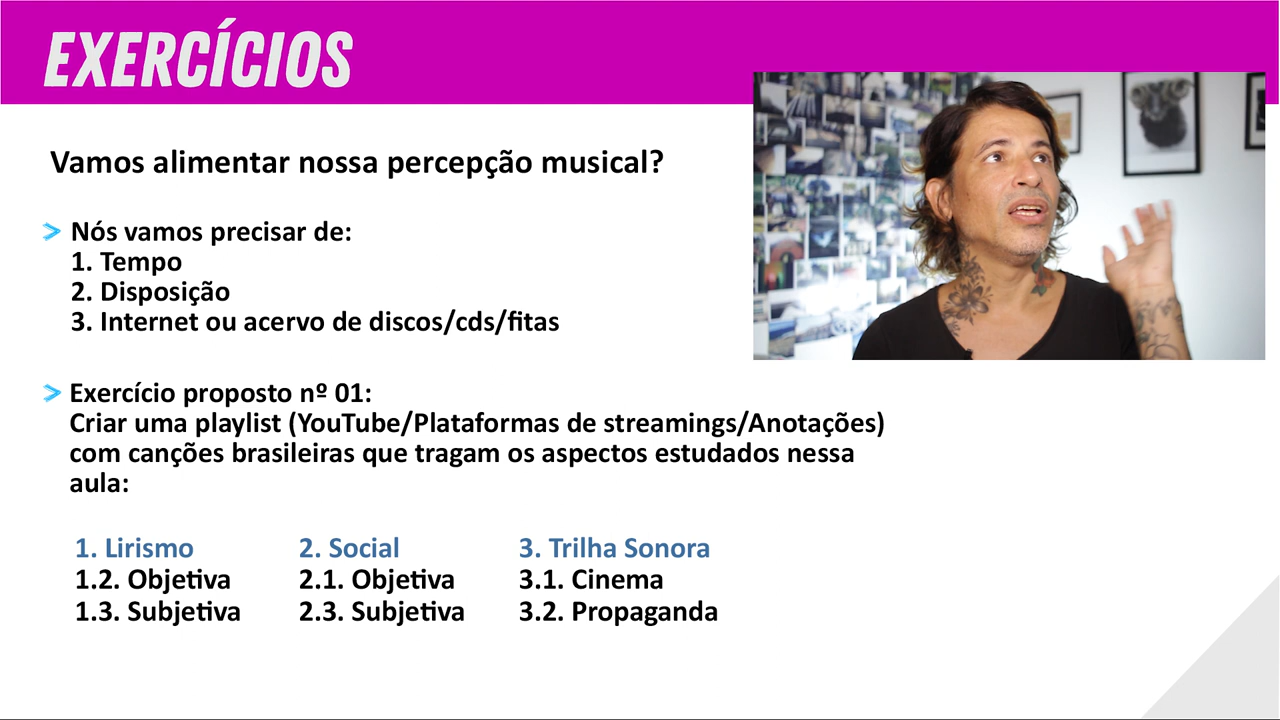 EXERCÍCIOS
Vamos alimentar nossa percepção musical?
> Nós vamos precisar de:
1. Tempo
2. Disposição
3. Internet ou acervo de discos/cds/fitas
> Exercício proposto nº 01:
Criar uma playlist (YouTube/Plataformas de streamings/Anotações)
com canções brasileiras que tragam os aspectos estudados nessa
aula:
1. Lirismo
1.2. Objetiva
1.3. Subjetiva
2. Social
2.1. Objetiva
2.3. Subjetiva
3. Trilha Sonora
3.1. Cinema
3.2. Propaganda